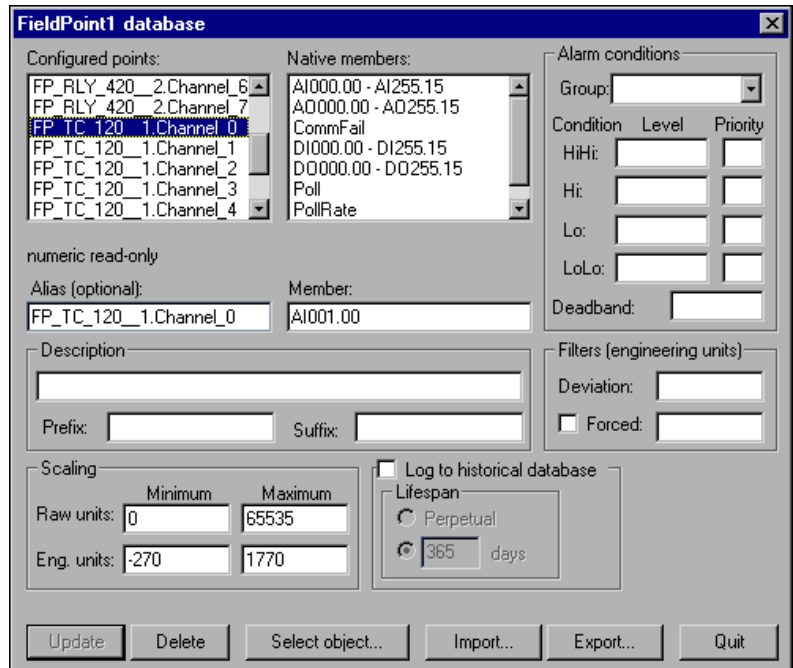 FieldPoint1 database
Configured points:
FP_RLY_420__2.Channel_6
FP_RLY_420__2.Channel_7
FP_TC_120__1.Channel_0
FP_TC_120__1.Channel_1
FP_TC_120__1.Channel_2
FP_TC_120__1.Channel_3
FP_TC_120__1.Channel_4
Native members:
AI000.00 - AI255.15
AO000.00 - AO255.15
CommFail
DI000.00 - DI255.15
DO000.00 - DO255.15
Poll
PollRate
Alarm conditions
Group:
Condition Level Priority
HiHi:
Hi:
Lo:
LoLo:
Deadband:
numeric read-only
Alias (optional):
FP_TC_120__1.Channel_0
Member:
AI001.00
Description
Prefix:
Suffix:
Filters (engineering units)
Deviation:
Forced:
Scaling
Minimum Maximum
Raw units: 0 65535
Eng. units: -270 1770
Log to historical database
Lifespan
Perpetual
365 days
Update Delete Select object... Import... Export... Quit